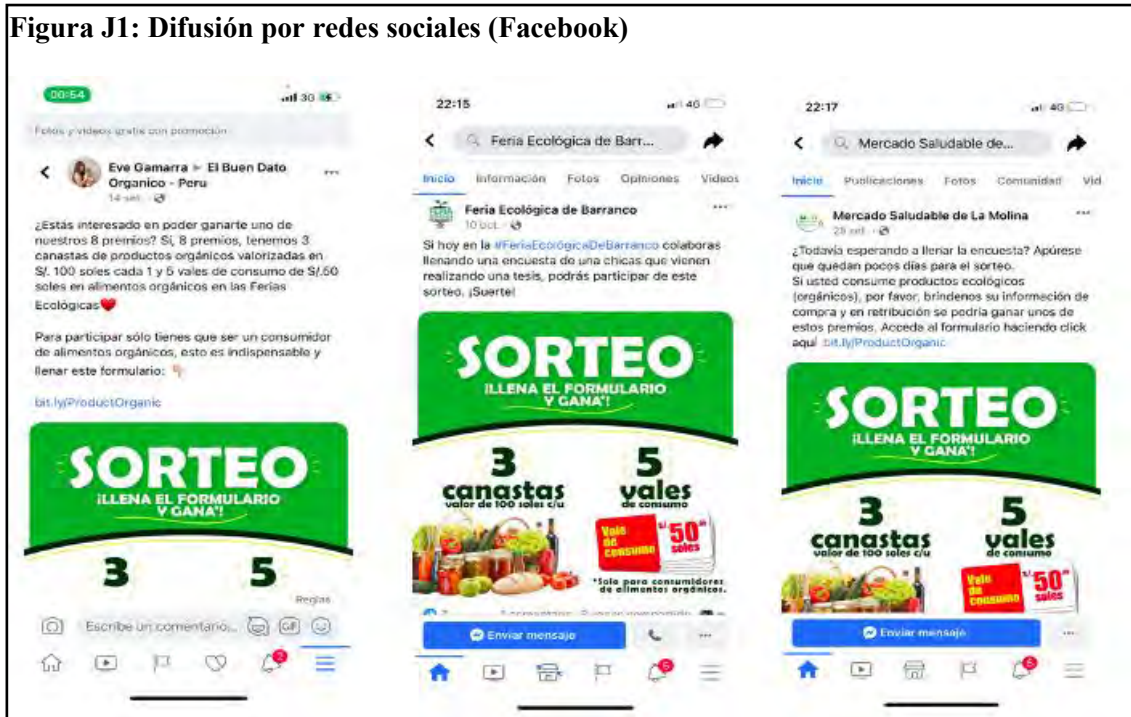 Figura J1: Difusión por redes sociales (Facebook)
00:54
3G
Fotos y videos gratis con promoción
Eve Gamarra ▸ El Buen Dato
Organico - Peru
14 set.
¿Estás interesado en poder ganarte uno de
nuestros 8 premios? Sí, 8 premios, tenemos 3
canastas de productos orgánicos valorizadas en
S/. 100 soles cada 1 y 5 vales de consumo de S/.50
soles en alimentos orgánicos en las Ferias
Ecológicas
Para participar sólo tienes que ser un consumidor
de alimentos orgánicos, esto es indispensable y
llenar este formulario:
bit.ly/ProductOrganic
SORTEO
¡LLENA EL FORMULARIO
Y GANA"!
3 5
Reglas
Escribe un comentario...
GIF
2
22:15
4G
Feria Ecológica de Barr...
Inicio Información Fotos Opiniones Videos
Feria Ecológica de Barranco
10 oct.
Si hoy en la #FeriaEcológicaDeBarranco colaboras
llenando una encuesta de una chicas que vienen
realizando una tesis, podrás participar de este
sorteo. ¡Suerte!
SORTEO
¡LLENA EL FORMULARIO
Y GANA"!
3 5
canastas vales
valor de 100 soles c/u de consumo
Vale
de
consumo
S/ 50
soles
*Solo para consumidores
de alimentos orgánicos.
Enviar mensaje
22:17
4G
Mercado Saludable de...
Inicio Publicaciones Fotos Comunidad Vid
Mercado Saludable de La Molina
¿Todavía esperando a llenar la encuesta? Apúrese
que quedan pocos días para el sorteo.
Si usted consume productos ecológicos
(orgánicos), por favor, brindenos su información de
compra y en retribución se podría ganar unos de
estos premios. Acceda al formulario haciendo click
aquí bit.ly/ProductOrganic
SORTEO
¡LLENA EL FORMULARIO
Y GANA"!
3 5
canastas vales
valor de 100 soles c/u de consumo
Vale
de
consumo
S/ 50
soles
Enviar mensaje